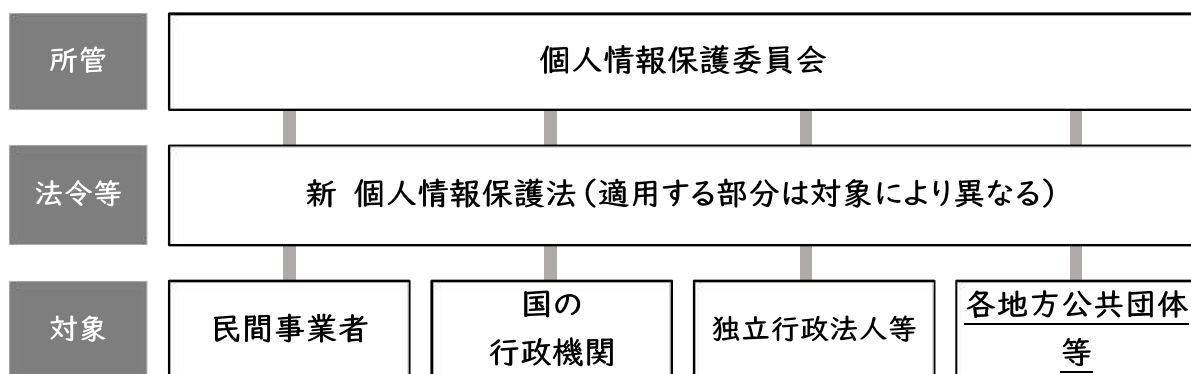 所管
個人情報保護委員会
法令等
新 個人情報保護法（適用する部分は対象により異なる）
対象
民間事業者
国の
行政機関
独立行政法人等
各地方公共団体
等